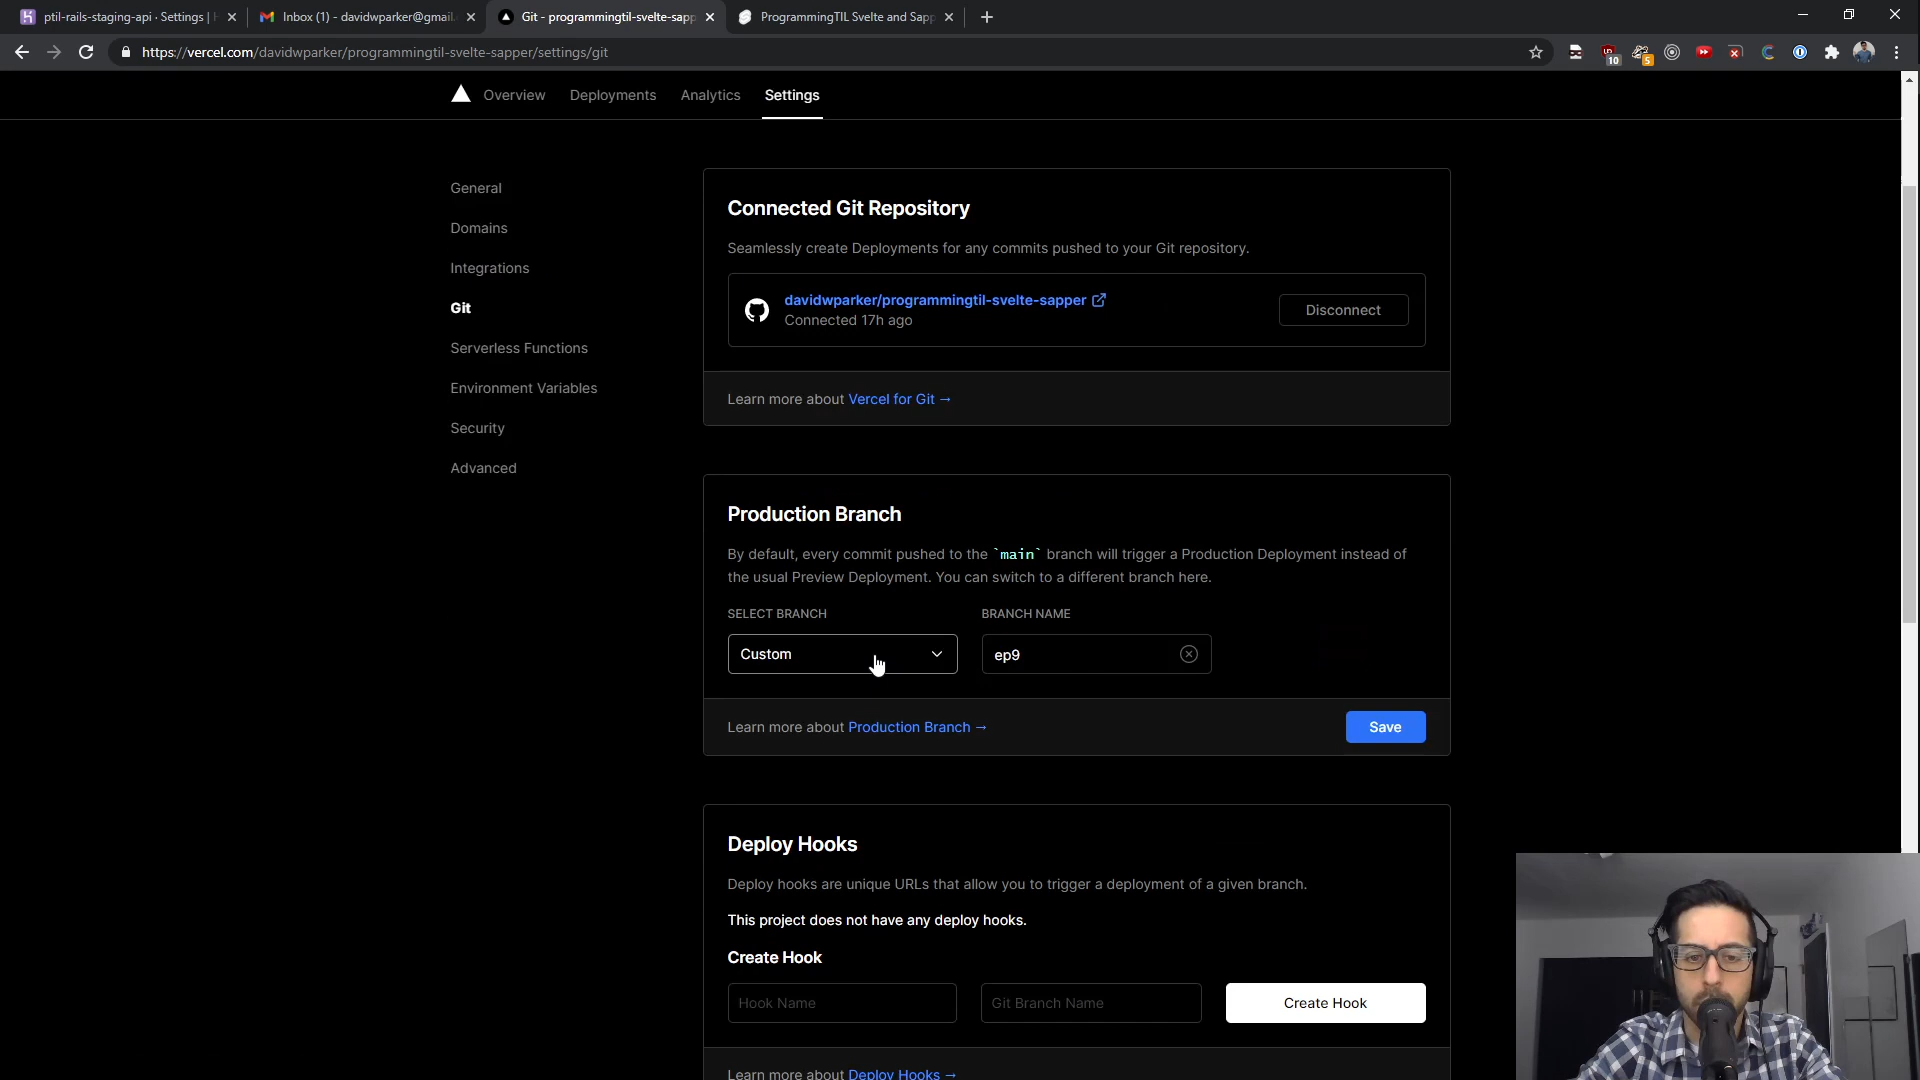 ptil-rails-staging-api · Settings |
Inbox (1) - davidwparker@gmail.
Git - programmingtil-svelte-sapp
ProgrammingTIL Svelte and Sapp
https://vercel.com/davidwparker/programmingtil-svelte-sapper/settings/git
10
5
Overview
Deployments
Analytics
Settings
General
Domains
Integrations
Git
Serverless Functions
Environment Variables
Security
Advanced
Connected Git Repository
Seamlessly create Deployments for any commits pushed to your Git repository.
davidwparker/programmingtil-svelte-sapper
Connected 17h ago
Disconnect
Learn more about Vercel for Git →
Production Branch
By default, every commit pushed to the `main` branch will trigger a Production Deployment instead of
the usual Preview Deployment. You can switch to a different branch here.
SELECT BRANCH
BRANCH NAME
Custom
ep9
Learn more about Production Branch →
Save
Deploy Hooks
Deploy hooks are unique URLs that allow you to trigger a deployment of a given branch.
This project does not have any deploy hooks.
Create Hook
Hook Name
Git Branch Name
Create Hook
Learn more about Deploy Hooks →